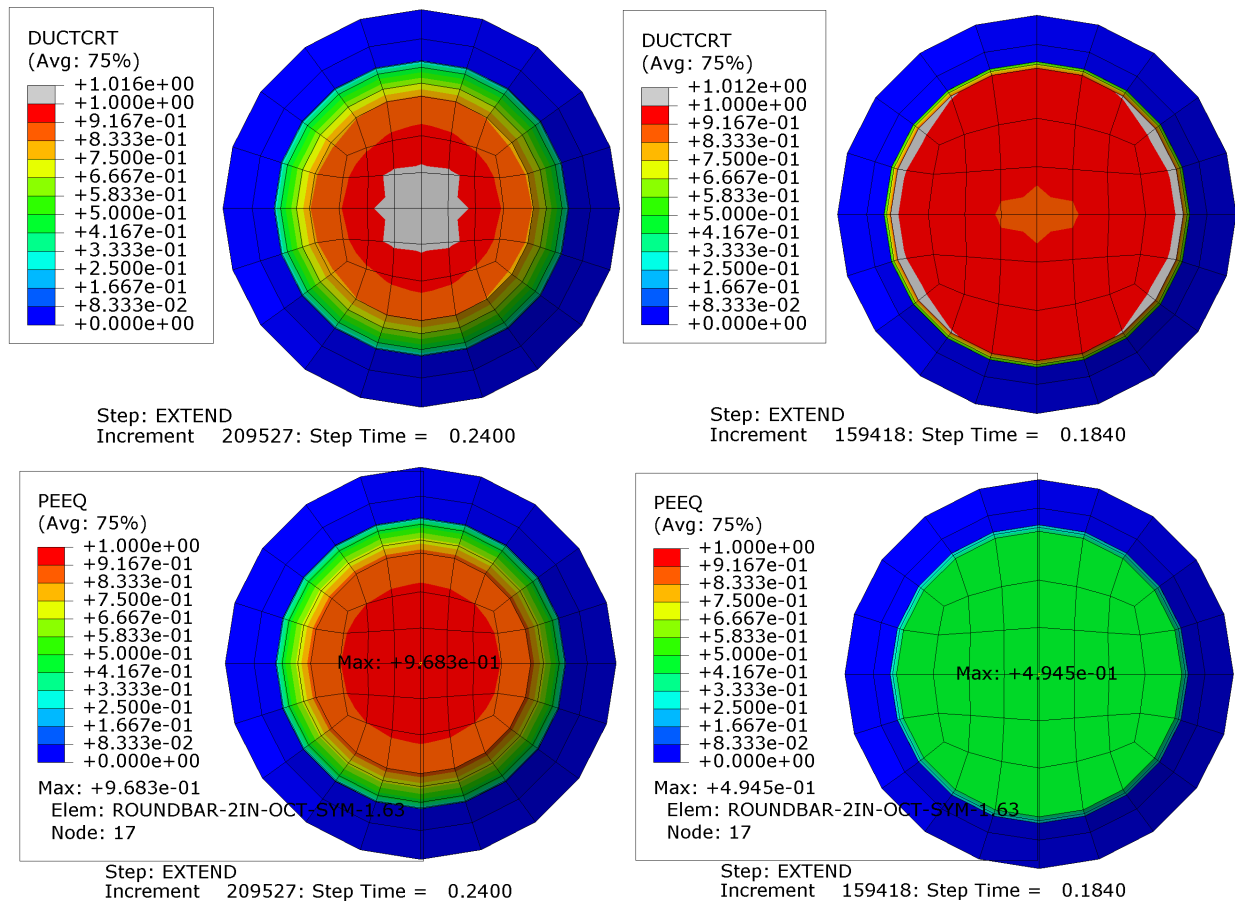 DUCTCRT
(Avg: 75%)
+1.016e+00
+1.000e+00
+9.167e-01
+8.333e-01
+7.500e-01
+6.667e-01
+5.833e-01
+5.000e-01
+4.167e-01
+3.333e-01
+2.500e-01
+1.667e-01
+8.333e-02
+0.000e+00
Step: EXTEND
Increment 209527: Step Time = 0.2400
DUCTCRT
(Avg: 75%)
+1.012e+00
+1.000e+00
+9.167e-01
+8.333e-01
+7.500e-01
+6.667e-01
+5.833e-01
+5.000e-01
+4.167e-01
+3.333e-01
+2.500e-01
+1.667e-01
+8.333e-02
+0.000e+00
Step: EXTEND
Increment 159418: Step Time = 0.1840
PEEQ
(Avg: 75%)
+1.000e+00
+9.167e-01
+8.333e-01
+7.500e-01
+6.667e-01
+5.833e-01
+5.000e-01
+4.167e-01
+3.333e-01
+2.500e-01
+1.667e-01
+8.333e-02
+0.000e+00
Max: +9.683e-01
Max: +9.683e-01
Elem: ROUNDBAR-2IN-OCT-SYM-1.63
Node: 17
Step: EXTEND
Increment 209527: Step Time = 0.2400
PEEQ
(Avg: 75%)
+1.000e+00
+9.167e-01
+8.333e-01
+7.500e-01
+6.667e-01
+5.833e-01
+5.000e-01
+4.167e-01
+3.333e-01
+2.500e-01
+1.667e-01
+8.333e-02
+0.000e+00
Max: +4.945e-01
Max: +4.945e-01
Elem: ROUNDBAR-2IN-OCT-SYM-1.63
Node: 17
Step: EXTEND
Increment 159418: Step Time = 0.1840